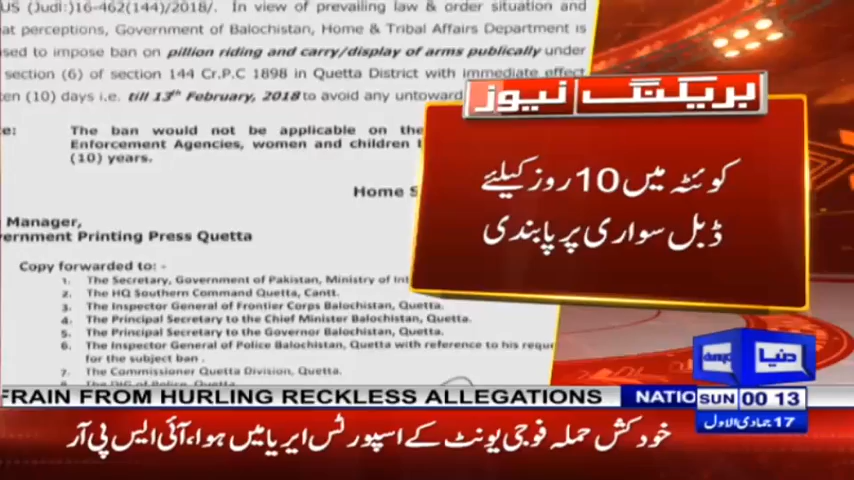 US (Judi:)16-462(144)/2018/. In view of prevailing law & order situation and
at perceptions, Government of Balochistan, Home & Tribal Affairs Department is
sed to impose ban on pillion riding and carry/display of arms publically under
section (6) of section 144 Cr.P.C 1898 in Quetta District with immediate effect
ten (10) days i.e. till 13th February, 2018 to avoid any untoward
The ban would not be applicable on the
Enforcement Agencies, women and children
(10) years.
Home S
Manager,
vernment Printing Press Quetta
Copy forwarded to: -
1. The Secretary, Government of Pakistan, Ministry of Int
2. The HQ Southern Command Quetta, Cantt.
3. The Inspector General of Frontier Corps Balochistan, Quetta.
4. The Principal Secretary to the Chief Minister Balochistan, Quetta.
5. The Principal Secretary to the Governor Balochistan, Quetta.
6. The Inspector General of Police Balochistan, Quetta with reference to his requ
for the subject ban .
7. The Commissioner Quetta Division, Quetta.
8. The DIG of Police, Quetta
بریکنگ نیوز
کوئٹہ میں 10 روز کیلئے
ڈبل سواری پر پابندی
دنیا
FRAIN FROM HURLING RECKLESS ALLEGATIONS NATIO
SUN 00 13
17 جمادی الاول
خودکش حملہ فوجی یونٹ کے اسپورٹس ایریا میں ہوا، آئی ایس پی آر